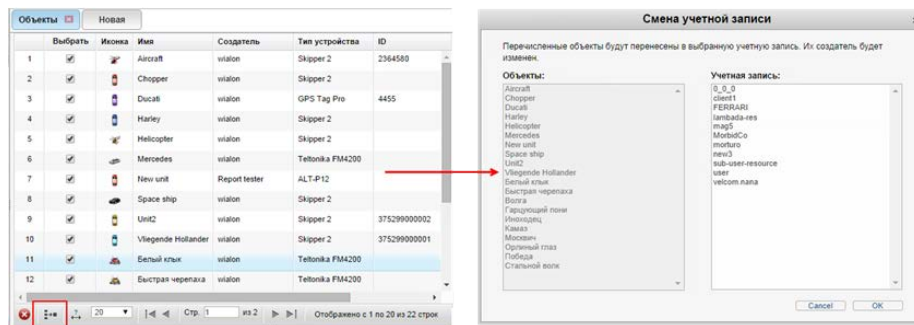 Объекты
Новая
Выбрать Иконка Имя Создатель Тип устройства ID
1 Aircraft wialon Skipper 2 2364580
2 Chopper wialon Skipper 2
3 Ducati wialon GPS Tag Pro 4455
4 Harley wialon Skipper 2
5 Helicopter wialon Skipper 2
6 Mercedes wialon Teltonika FM4200
7 New unit Report tester ALT-P12
8 Space ship wialon Skipper 2
9 Unit2 wialon Skipper 2 375299000002
10 Vliegende Hollander wialon Skipper 2 375299000001
11 Белый клык wialon Teltonika FM4200
12 Быстрая черепаха wialon Teltonika FM4200
20 Стр. 1 из 2 Отображено с 1 по 20 из 22 строк
Смена учетной записи
Перечисленные объекты будут перенесены в выбранную учетную запись. Их создатель будет
изменен.
Объекты:
Aircraft
Chopper
Ducati
Harley
Helicopter
Mercedes
New unit
Space ship
Unit2
Vliegende Hollander
Белый клык
Быстрая черепаха
Волга
Гарцующий пони
Иноходец
Камаз
Москвич
Орлиный глаз
Победа
Стальной волк
Учетная запись:
0_0_0
client1
FERRARI
lambada-res
mag5
MorbidCo
morturo
new3
sub-user-resource
user
velcom.nana
Cancel OK